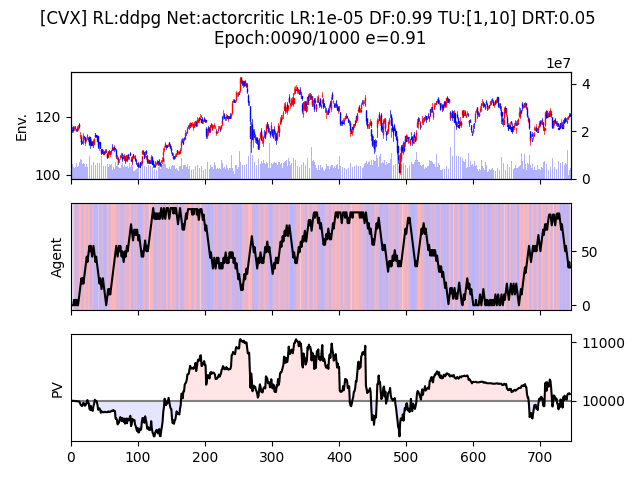 [CVX] RL:ddpg Net:actorcritic LR:1e-05 DF:0.99 TU:[1,10] DRT:0.05
Epoch:0090/1000 e=0.91
1e7
Env.
120
100
4
2
0
Agent
50
0
PV
11000
10000
0 100 200 300 400 500 600 700